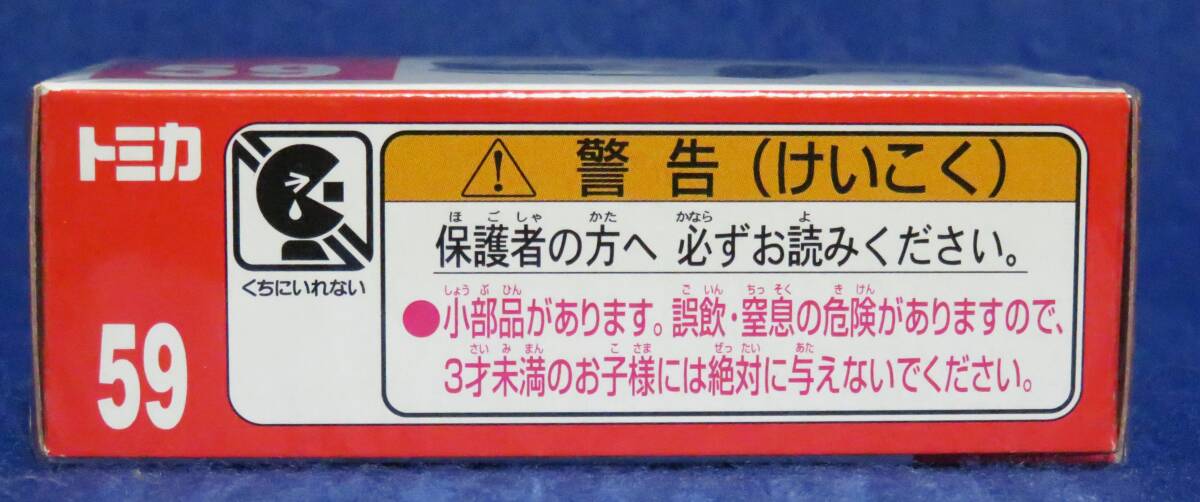 59
トミカ
59
くちにいれない
警告(けいこく)
ほごしゃ かた かなら よ
保護者の方へ 必ずお読みください。
しょうぶひん ごいん ちっそく きけん
●小部品があります。誤飲・窒息の危険がありますので、
さいみまん こさま ぜったい あた
3才未満のお子様には絶対に与えないでください。